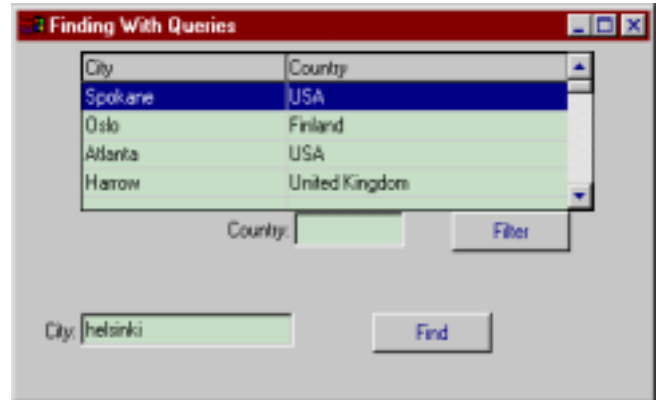 Finding With Queries
City Country
Spokane USA
Oslo Finland
Atlanta USA
Harrow United Kingdom
Country: Filter
City: helsinki Find